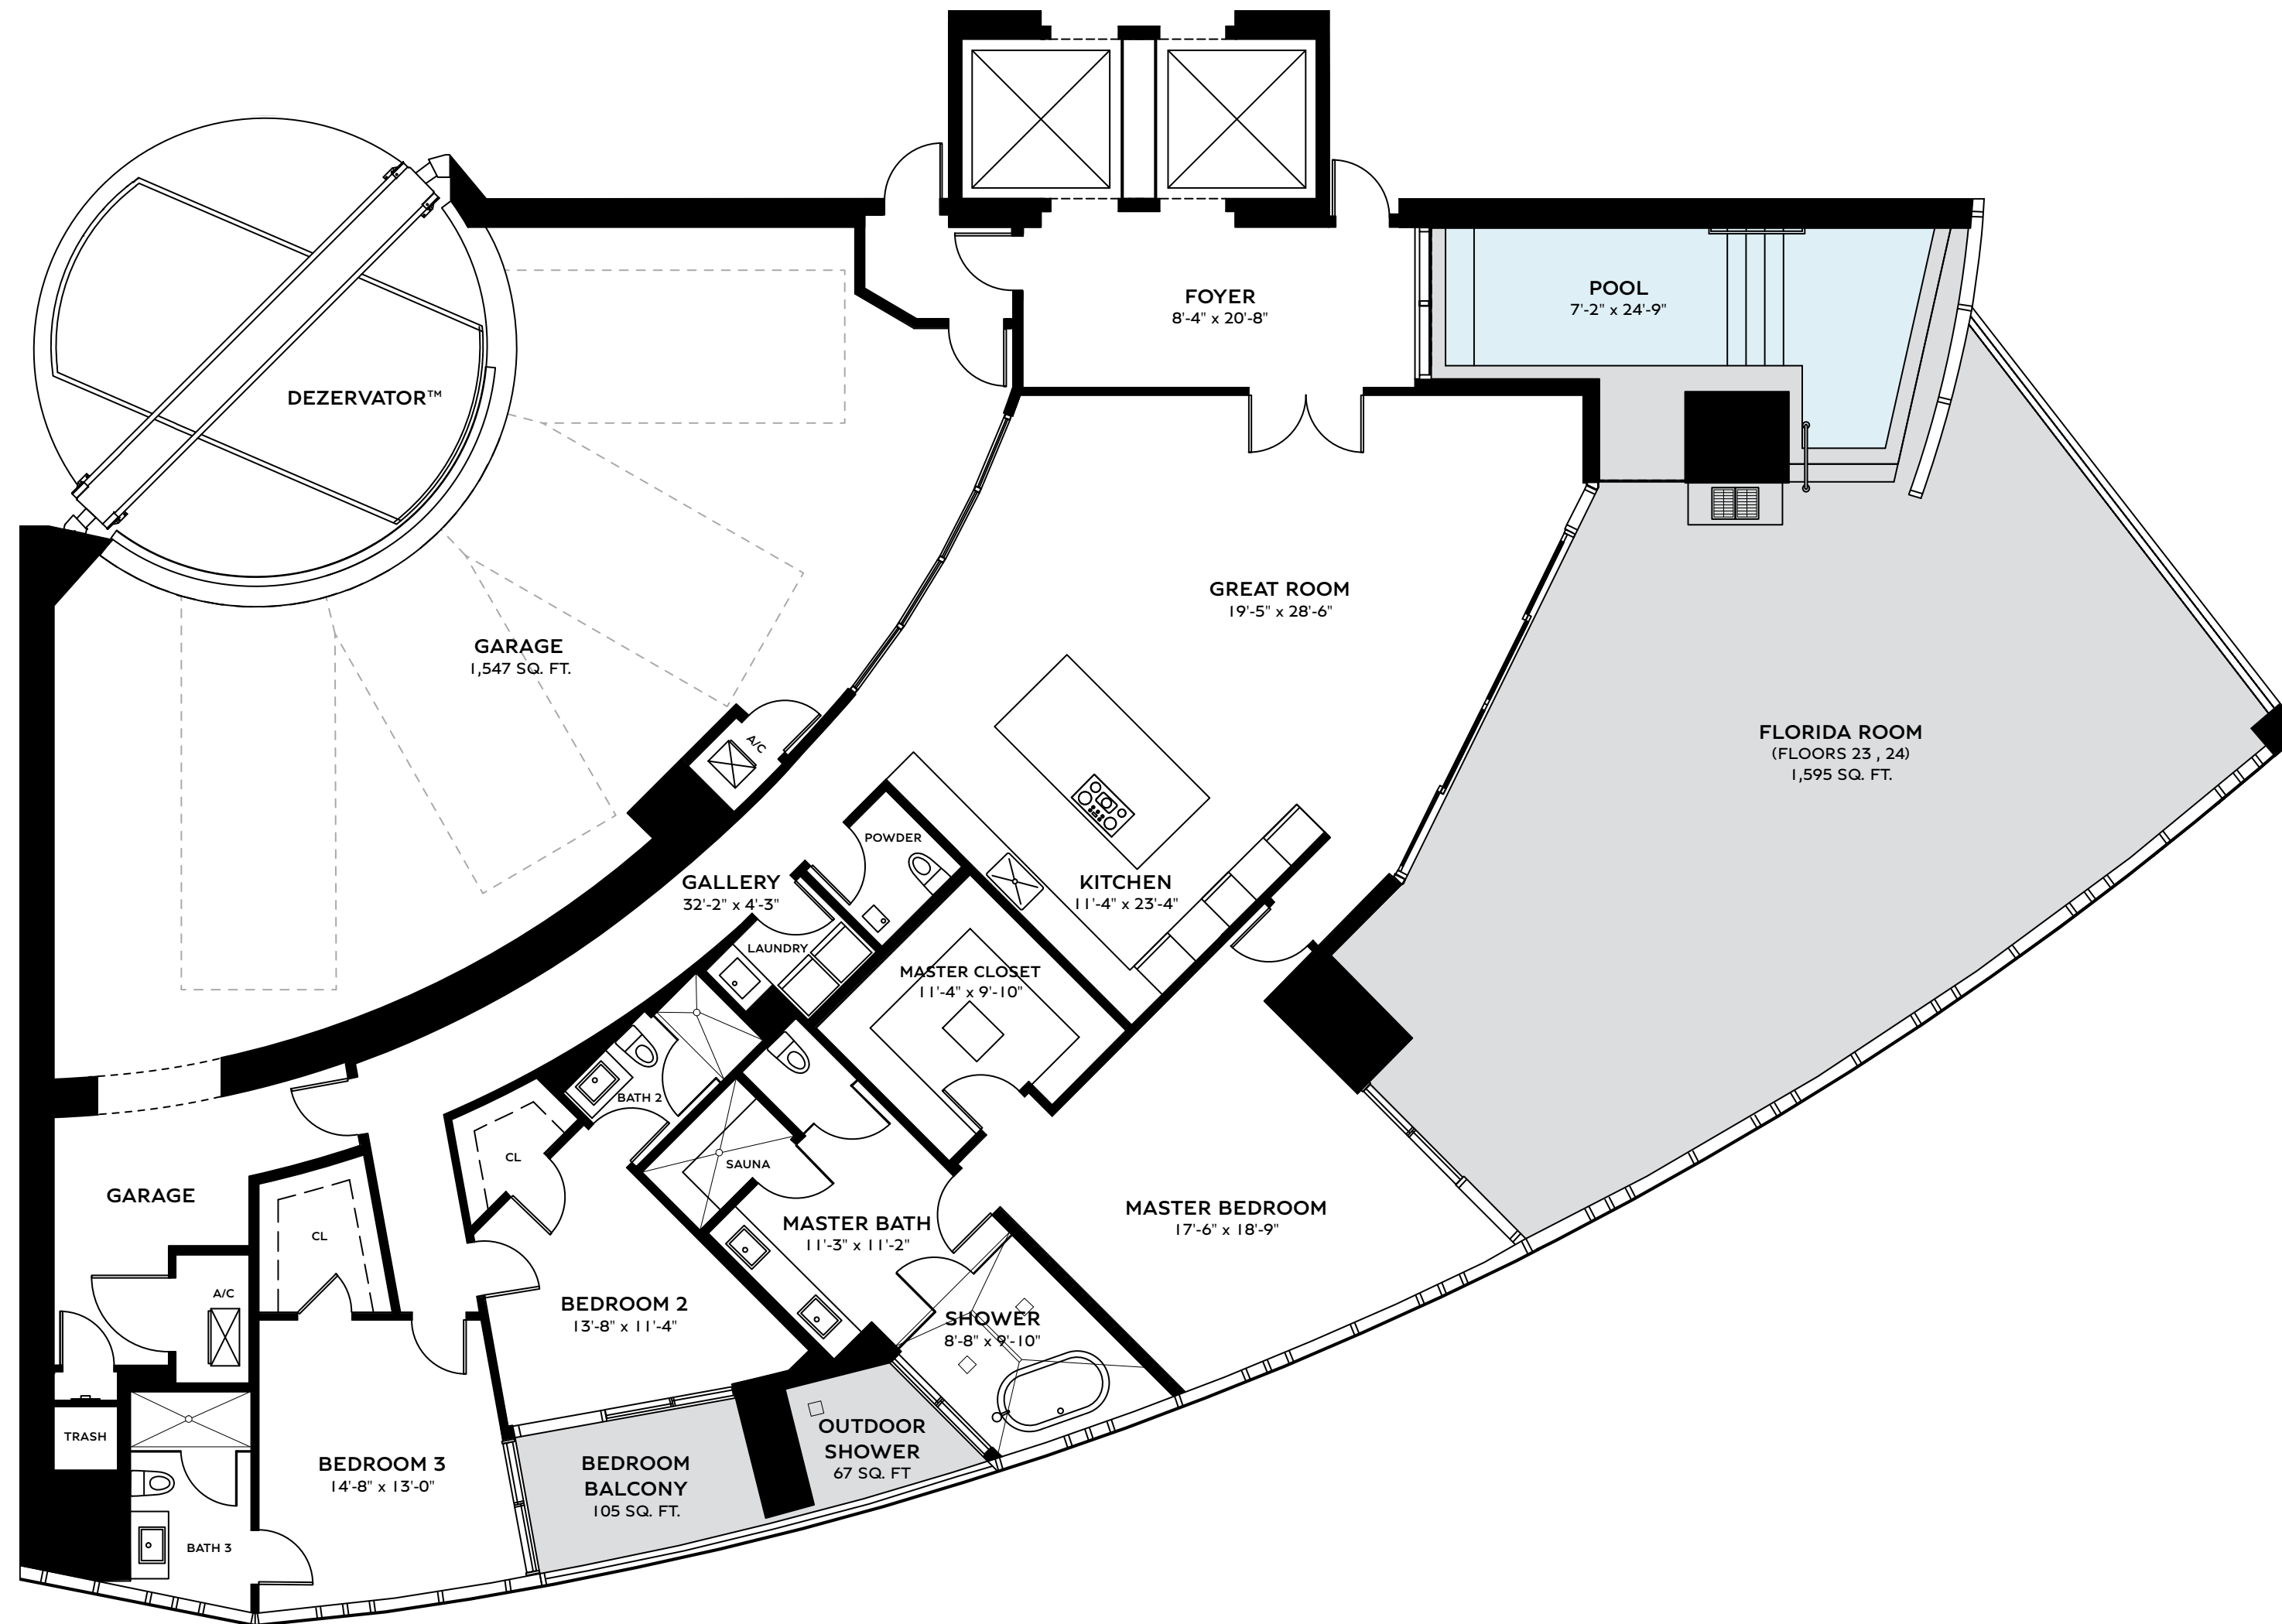 FOYER
8'-4" x 20'-8"
POOL
7'-2" x 24'-9"
DEZERVATOR™
GREAT ROOM
19'-5" x 28'-6"
GARAGE
1,547 SQ. FT.
FLORIDA ROOM
(FLOORS 23 , 24)
1,595 SQ. FT.
A/C
POWDER
GALLERY
32'-2" x 4'-3"
KITCHEN
11'-4" x 23'-4"
LAUNDRY
MASTER CLOSET
11'-4" x 9'-10"
BATH 2
CL
SAUNA
GARAGE
MASTER BATH
11'-3" x 11'-2"
MASTER BEDROOM
17'-6" x 18'-9"
CL
A/C
BEDROOM 2
13'-8" x 11'-4"
SHOWER
8'-8" x 9'-10"
TRASH
OUTDOOR
SHOWER
67 SQ. FT
BEDROOM 3
14'-8" x 13'-0"
BEDROOM
BALCONY
105 SQ. FT.
BATH 3